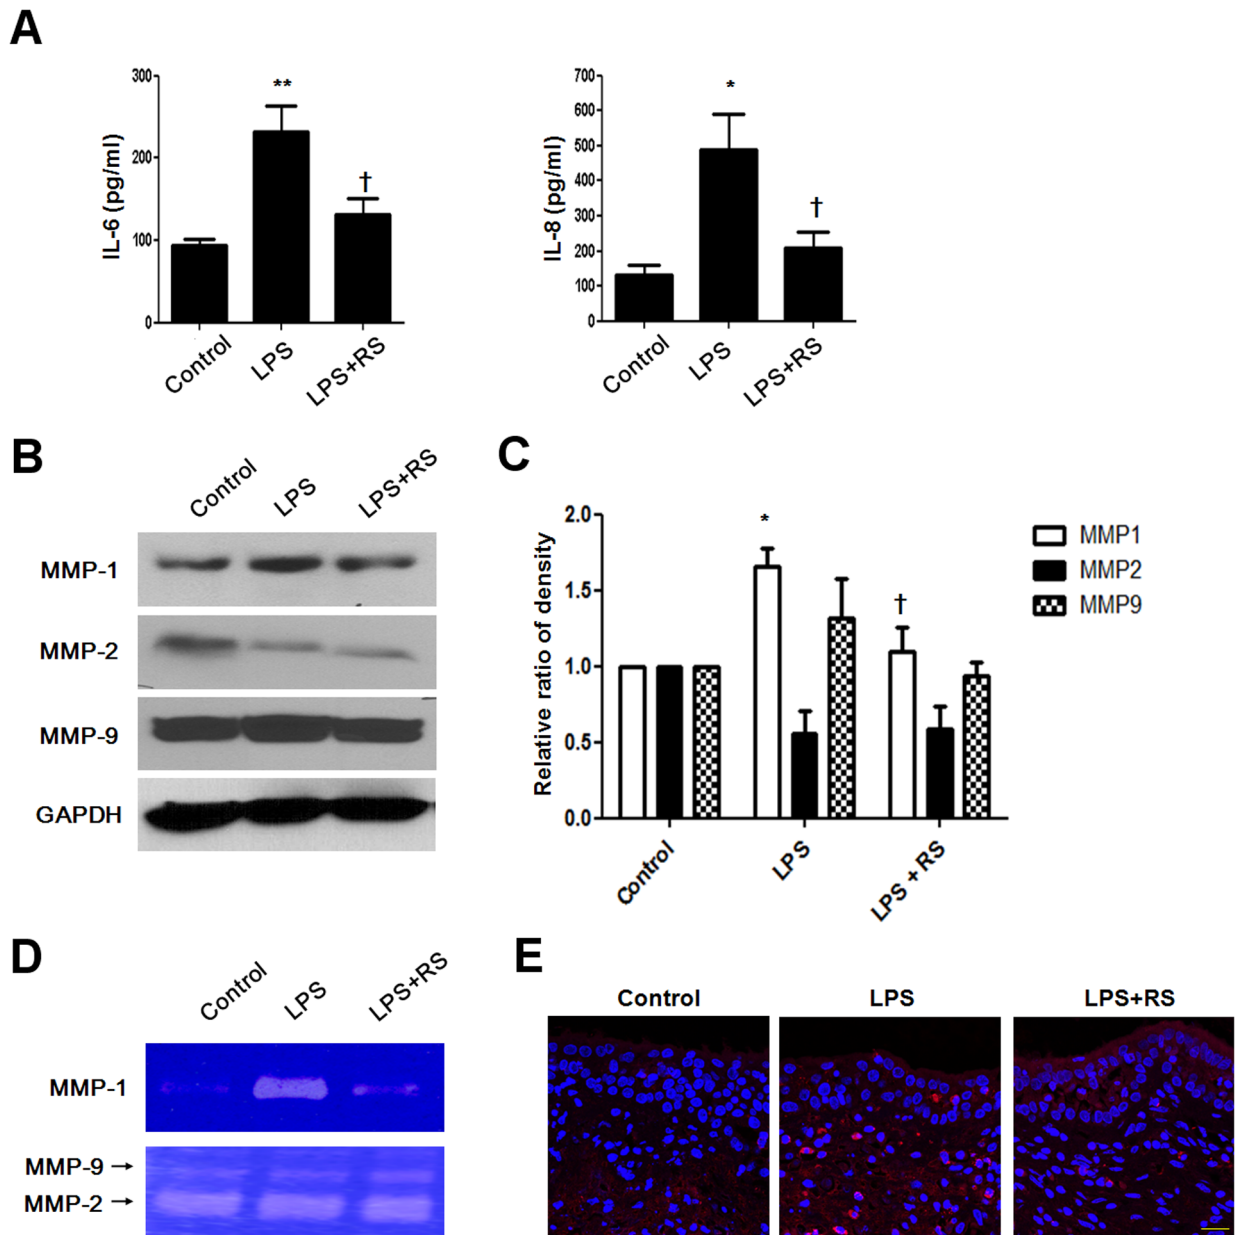 A
300
200
100
0
IL-6 (pg/ml)
**
†
Control
LPS
LPS+RS
700
600
500
400
300
200
100
0
IL-8 (pg/ml)
*
†
Control
LPS
LPS+RS
B
Control
LPS
LPS+RS
MMP-1
MMP-2
MMP-9
GAPDH
C
2.0
1.5
1.0
0.5
0.0
Relative ratio of density
*
†
Control
LPS
LPS + RS
MMP1
MMP2
MMP9
D
Control
LPS
LPS+RS
MMP-1
MMP-9 →
MMP-2 →
E
Control
LPS
LPS+RS